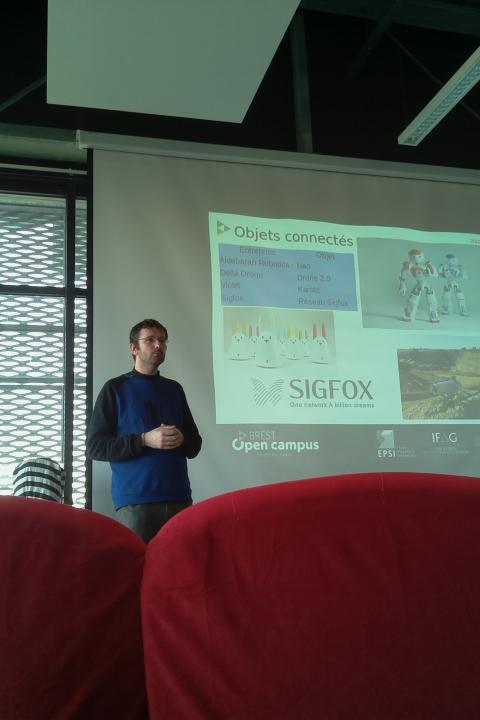 Objets connectés
Entreprise Objet
Aldebaran Robotics Nao
Delta Drone Drone 2.0
Violet Karotz
Sigfox Réseau Sigfox
SIGFOX
One network A billion dreams
BREST
Open campus
EPSI
IFAG